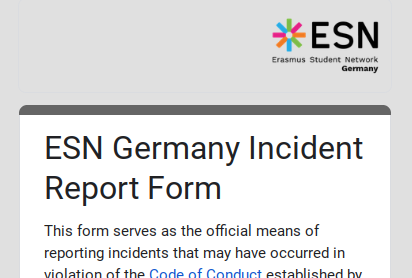 ESN
Erasmus Student Network
Germany
ESN Germany Incident
Report Form
This form serves as the official means of
reporting incidents that may have occurred in
violation of the Code of Conduct established by